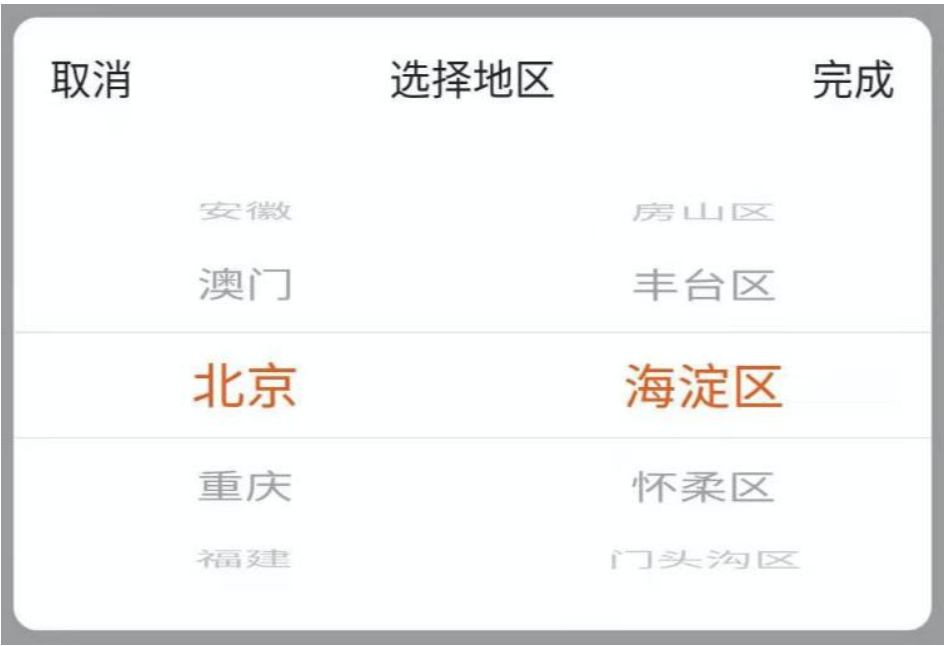 取消 选择地区 完成
安徽 房山区
澳门 丰台区
北京 海淀区
重庆 怀柔区
福建 门头沟区